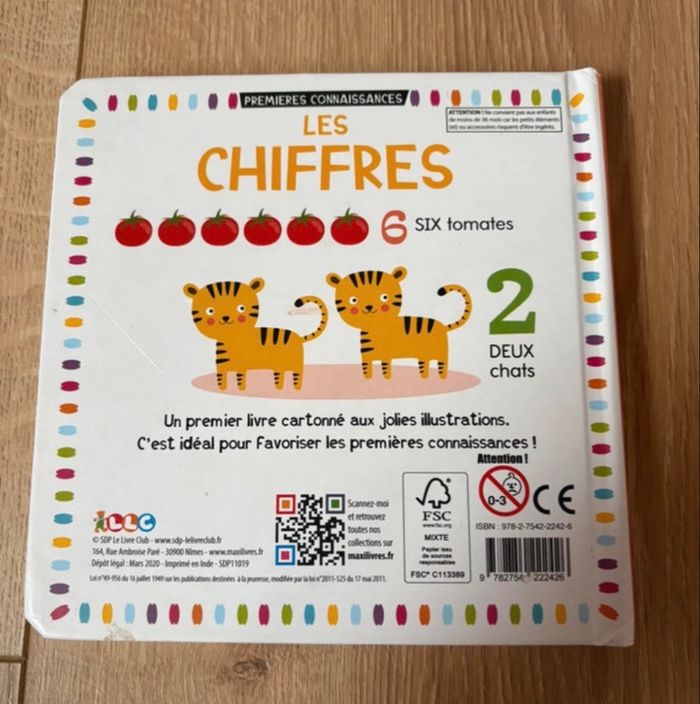 PREMIERES CONNAISSANCES
LES
CHIFFRES
ATTENTION ! Ne convient pas aux enfants
de moins de 36 mois car les petits éléments
(et) ou accessoires risquent d'être ingérés.
6 SIX tomates
2
DEUX
chats
Un premier livre cartonné aux jolies illustrations.
C'est idéal pour favoriser les premières connaissances !
Attention !
0-3
CE
LLC
© SDP Le Livre Club - www.sdp-lelivreclub.fr
164, Rue Ambroise Paré - 30900 Nîmes - www.maxilivres.fr
Dépôt légal : Mars 2020 - Imprimé en Inde - SDP11019
Loi n°49-956 du 16 juillet 1949 sur les publications destinées à la jeunesse, modifiée par la loi n°2011-525 du 17 mai 2011.
Scannez-moi
et retrouvez
toutes nos
collections sur
maxilivres.fr
FSC
www.fsc.org
MIXTE
Papier issu
de sources
responsables
FSC® C113389
ISBN : 978-2-7542-2242-6
9 782754 222426